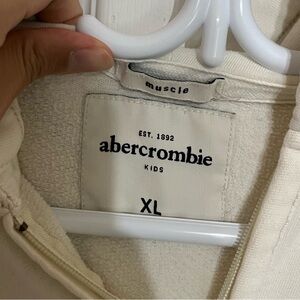 muscle
EST. 1892
abercrombie
KIDS
XL